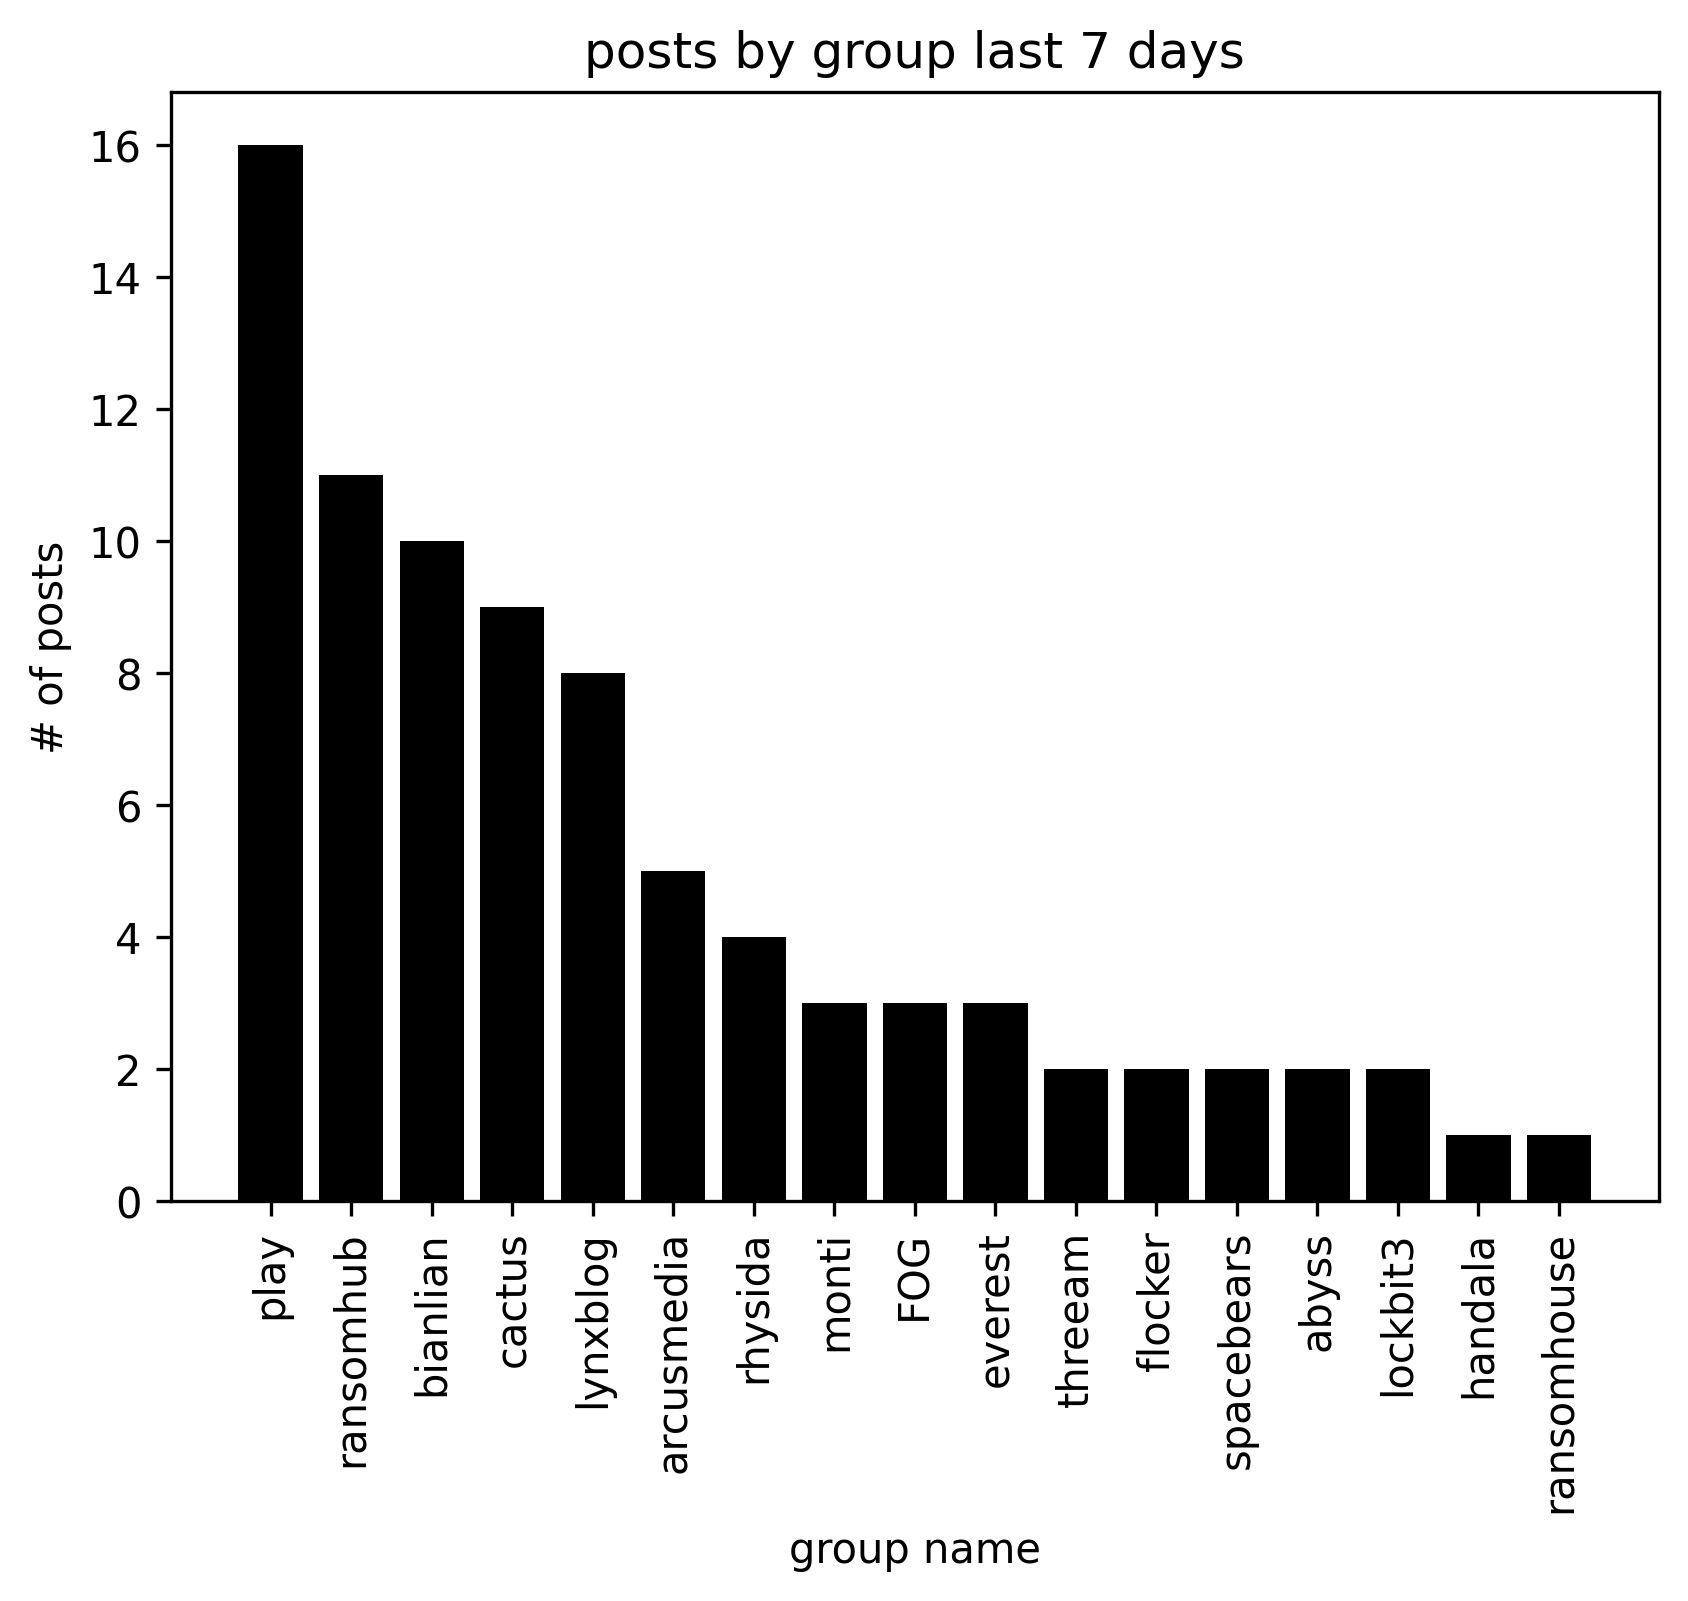 posts by group last 7 days
16
14
12
10
8
6
4
2
0
# of posts
play
ransomhub
bianlian
cactus
lynxblog
arcusmedia
rhysida
monti
FOG
everest
threeam
flocker
spacebears
abyss
lockbit3
handala
ransomhouse
group name